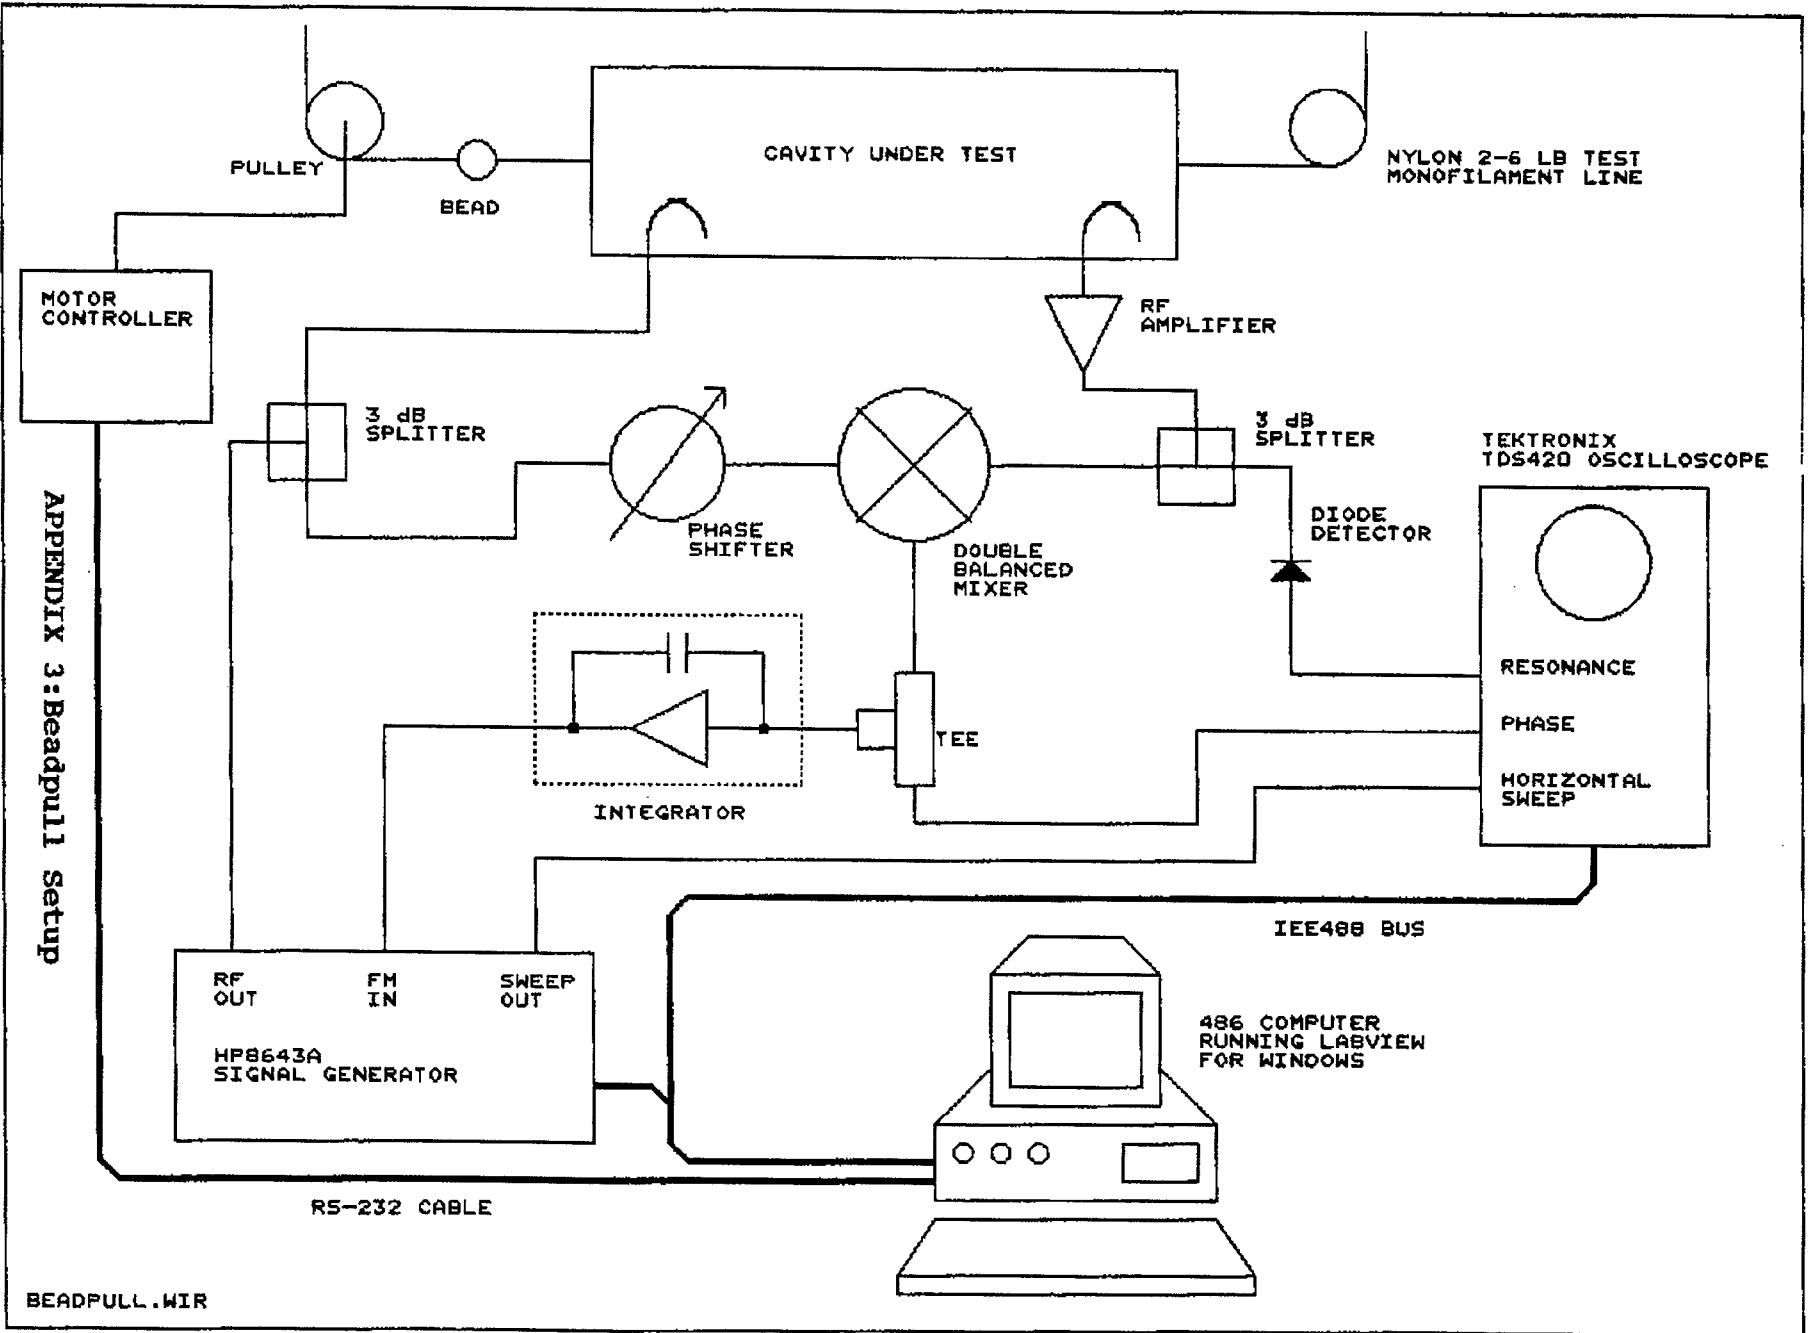 CAVITY UNDER TEST
PULLEY
BEAD
NYLON 2-6 LB TEST
MONOFILAMENT LINE
MOTOR
CONTROLLER
RF
AMPLIFIER
3 dB
SPLITTER
3 dB
SPLITTER
TEKTRONIX
TDS420 OSCILLOSCOPE
PHASE
SHIFTER
DOUBLE
BALANCED
MIXER
DIODE
DETECTOR
RESONANCE
PHASE
HORIZONTAL
SWEEP
TEE
INTEGRATOR
APPENDIX 3:Beadpull Setup
IEE488 BUS
RF
OUT
FM
IN
SWEEP
OUT
HP8643A
SIGNAL GENERATOR
486 COMPUTER
RUNNING LABVIEW
FOR WINDOWS
RS-232 CABLE
BEADPULL.WIR